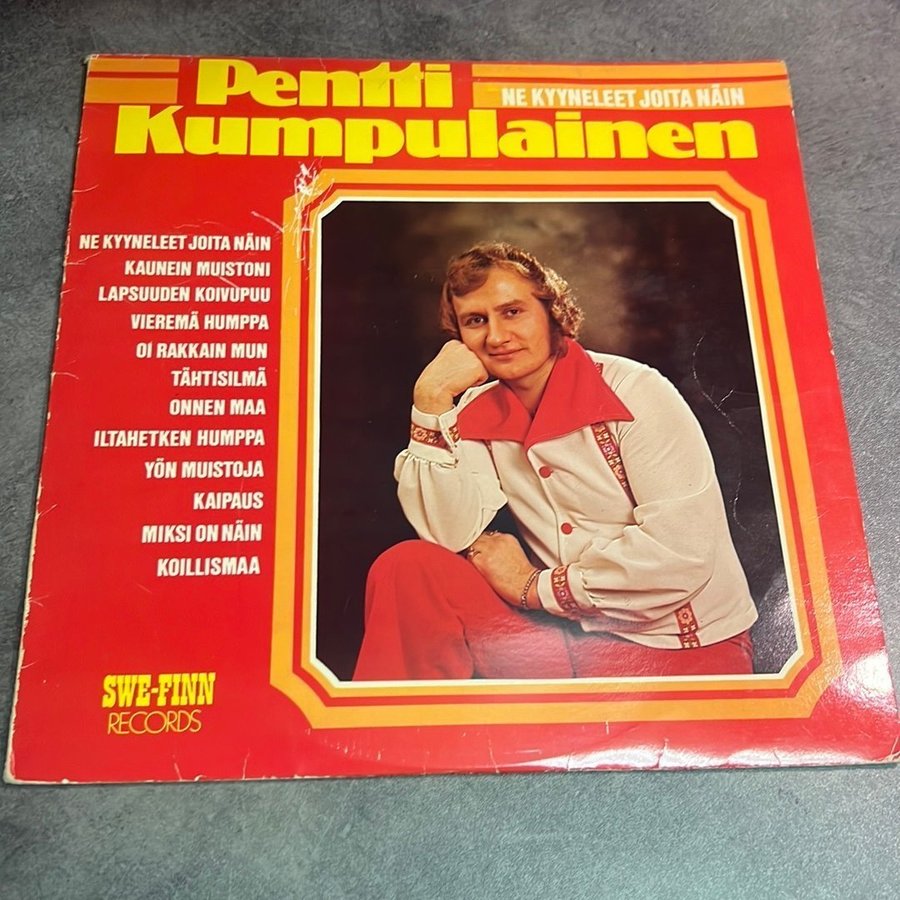 Pentti
Kumpulainen
NE KYYNELEET JOITA NÄIN
NE KYYNELEET JOITA NÄIN
KAUNEIN MUISTONI
LAPSUUDEN KOIVUPUU
VIEREMÄ HUMPPA
OI RAKKAIN MUN
TÄHTISILMÄ
ONNEN MAA
ILTAHETKEN HUMPPA
YÖN MUISTOJA
KAIPAUS
MIKSI ON NÄIN
KOILLISMAA
SWE-FINN
RECORDS